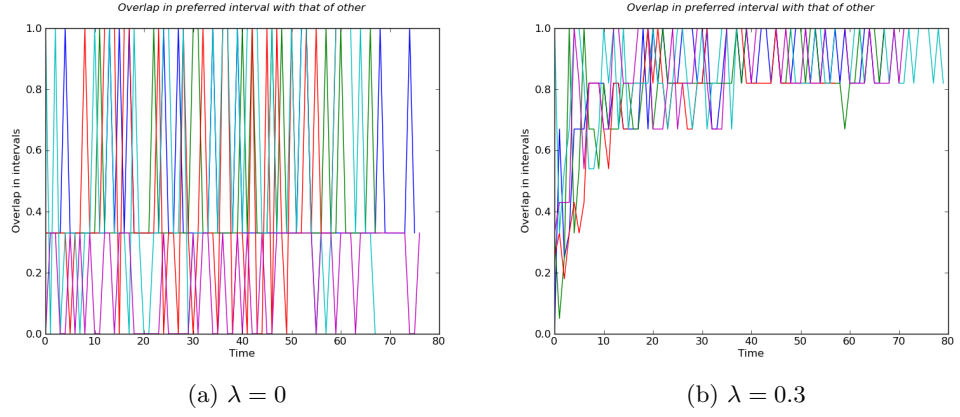 Overlap in preferred interval with that of other
1.0
0.8
0.6
0.4
0.2
0.0
Overlap in intervals
0 10 20 30 40 50 60 70 80
Time
(a) λ = 0
Overlap in preferred interval with that of other
1.0
0.8
0.6
0.4
0.2
0.0
Overlap in intervals
0 10 20 30 40 50 60 70 80
Time
(b) λ = 0.3